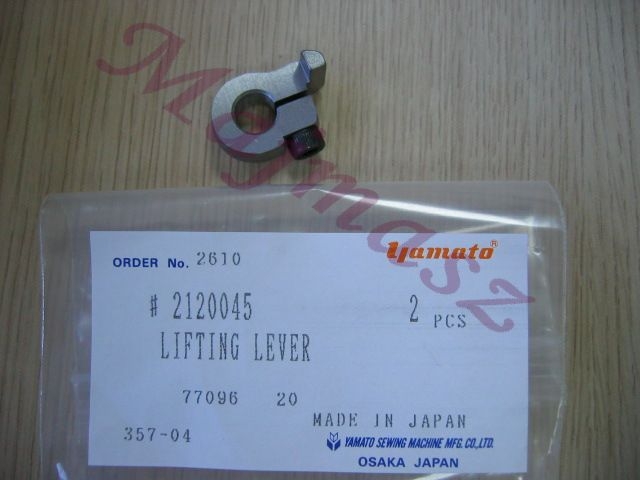 Majmasz
ORDER No. 2610
yamato®
# 2120045 2 PCS
LIFTING LEVER
77096 20
MADE IN JAPAN
357-04
YAMATO SEWING MACHINE MFG. CO., LTD.
OSAKA JAPAN